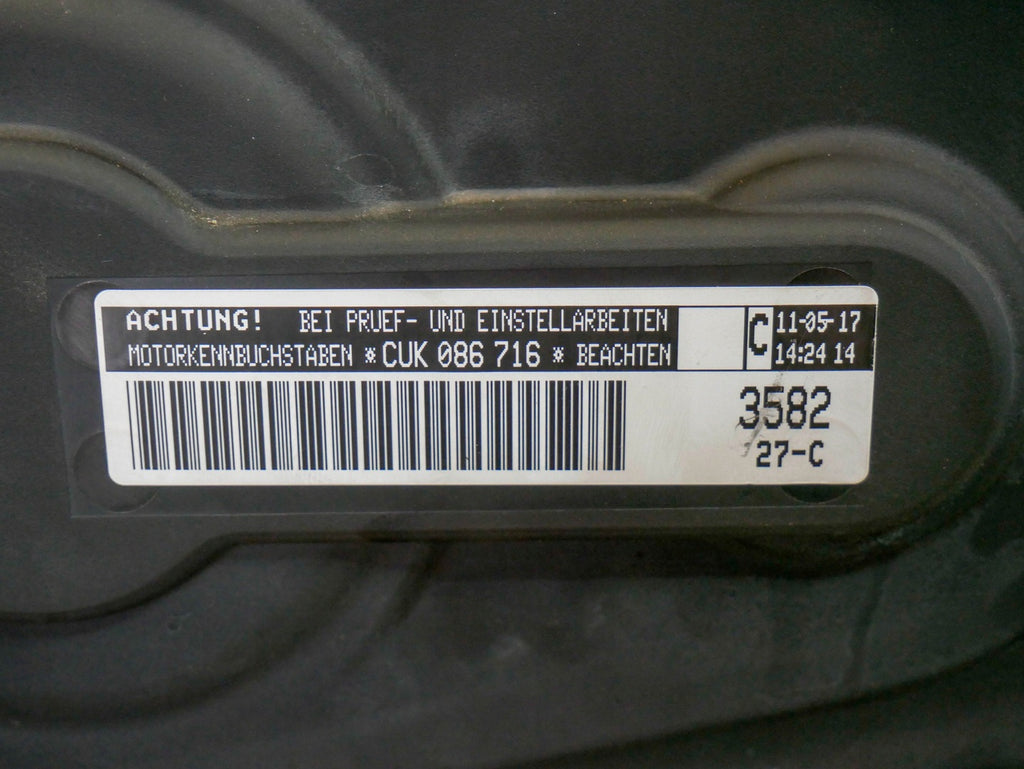 ACHTUNG! BEI PRUEF- UND EINSTELLARBEITEN
MOTORKENNBUCHSTABEN *CUK 086 716 * BEACHTEN
C
11-05-17
14:24 14
3582
27-C